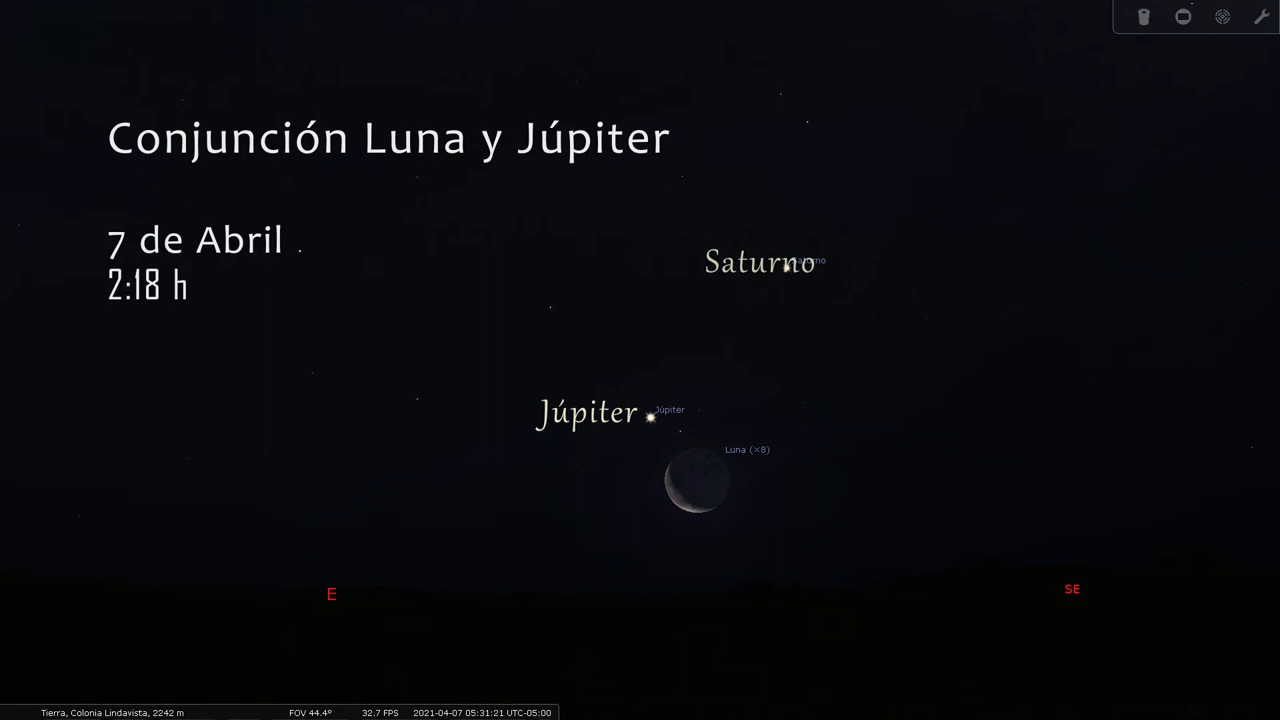 Conjunción Luna y Júpiter
7 de Abril
2:18 h
Saturno
Saturno
Júpiter
Júpiter
Luna (×8)
E
SE
Tierra, Colonia Lindavista, 2242 m FOV 44.4° 32.7 FPS 2021-04-07 05:31:21 UTC-05:00